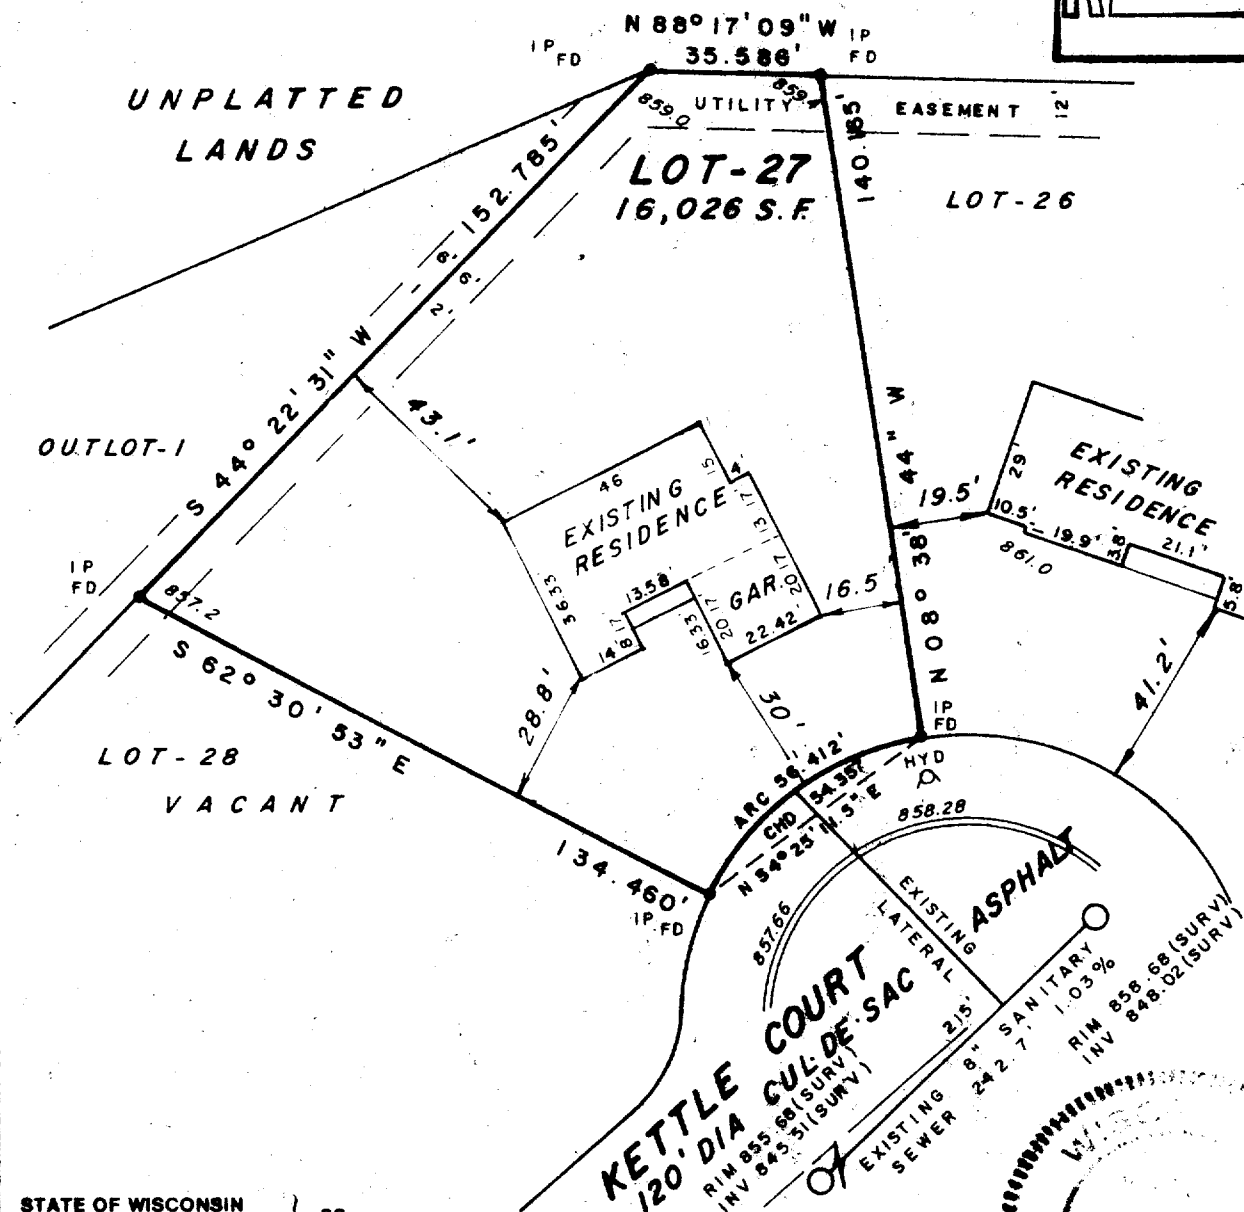 N 88° 17' 09" W
35.586'
IP
FD
IP
FD
UNPLATTED
LANDS
859.0
UTILITY
859.4
EASEMENT
12'
LOT-27
16,026 S.F.
LOT-26
152.785'
S 44° 22' 31" W
6'
6'
2'
140.185'
N 08° 38' 44" W
OUTLOT-1
43.1'
46
15
4'
13.17
EXISTING
RESIDENCE
36.33'
13.58'
8.17
14'
16.33'
20.17
20.17
GAR.
22.42'
16.5
19.5'
29'
EXISTING
RESIDENCE
10.5'
19.9'
3.8'
21.1'
861.0
5.8'
41.2'
IP
FD
857.2
S 62° 30' 53" E
134.460'
28.8'
30'
LOT-28
VACANT
IP
FD
HYD
ARC 56.412'
CHD 54.357'
IP FD
858.28
857.66
EXISTING
LATERAL
ASPHALT
KETTLE COURT
120' DIA CUL-DE-SAC
RIM 855.68 (SURV)
INV 845.51 (SURV)
215'
EXISTING 8" SANITARY
SEWER 242.7' 1.03%
RIM 858.68 (SURV)
INV 848.02 (SURV)
STATE OF WISCONSIN